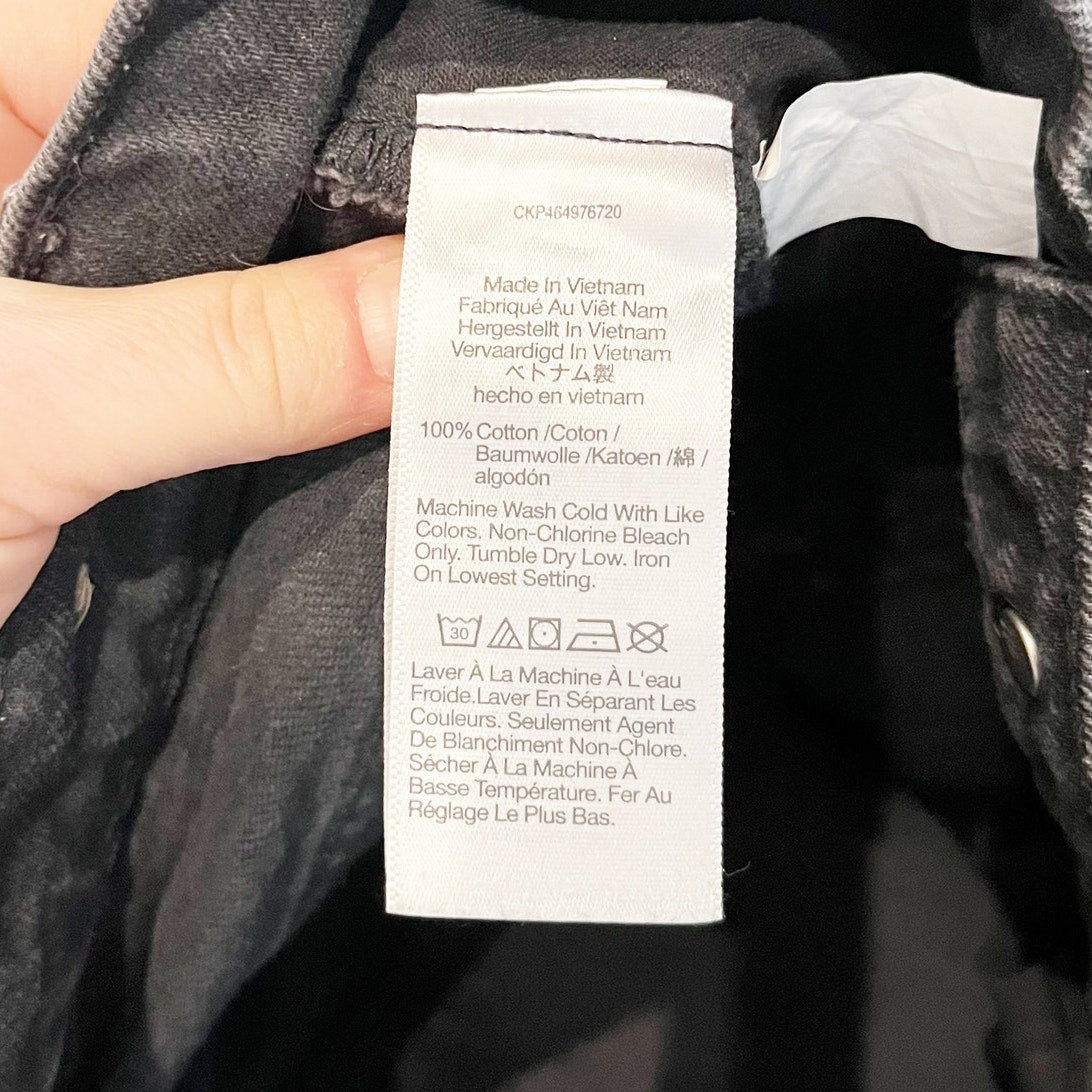 CKP464976720
Made In Vietnam
Fabriqué Au Viêt Nam
Hergestellt In Vietnam
Vervaardigd In Vietnam
ベトナム製
hecho en vietnam
100% Cotton /Coton /
Baumwolle /Katoen /綿 /
algodón
Machine Wash Cold With Like
Colors. Non-Chlorine Bleach
Only. Tumble Dry Low. Iron
On Lowest Setting.
30
Laver À La Machine À L'eau
Froide.Laver En Séparant Les
Couleurs. Seulement Agent
De Blanchiment Non-Chlore.
Sécher À La Machine À
Basse Température. Fer Au
Réglage Le Plus Bas.